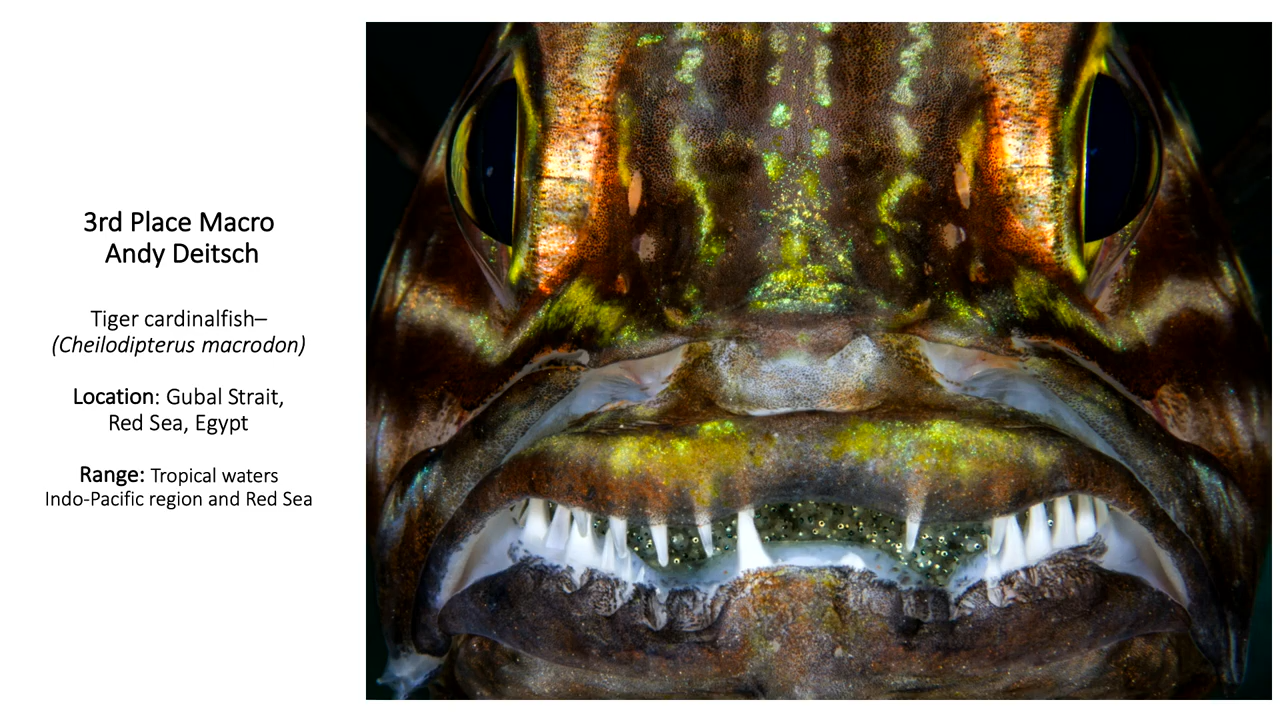 3rd Place Macro
Andy Deitsch
Tiger cardinalfish–
(Cheilodipterus macrodon)
Location: Gubal Strait,
Red Sea, Egypt
Range: Tropical waters
Indo-Pacific region and Red Sea